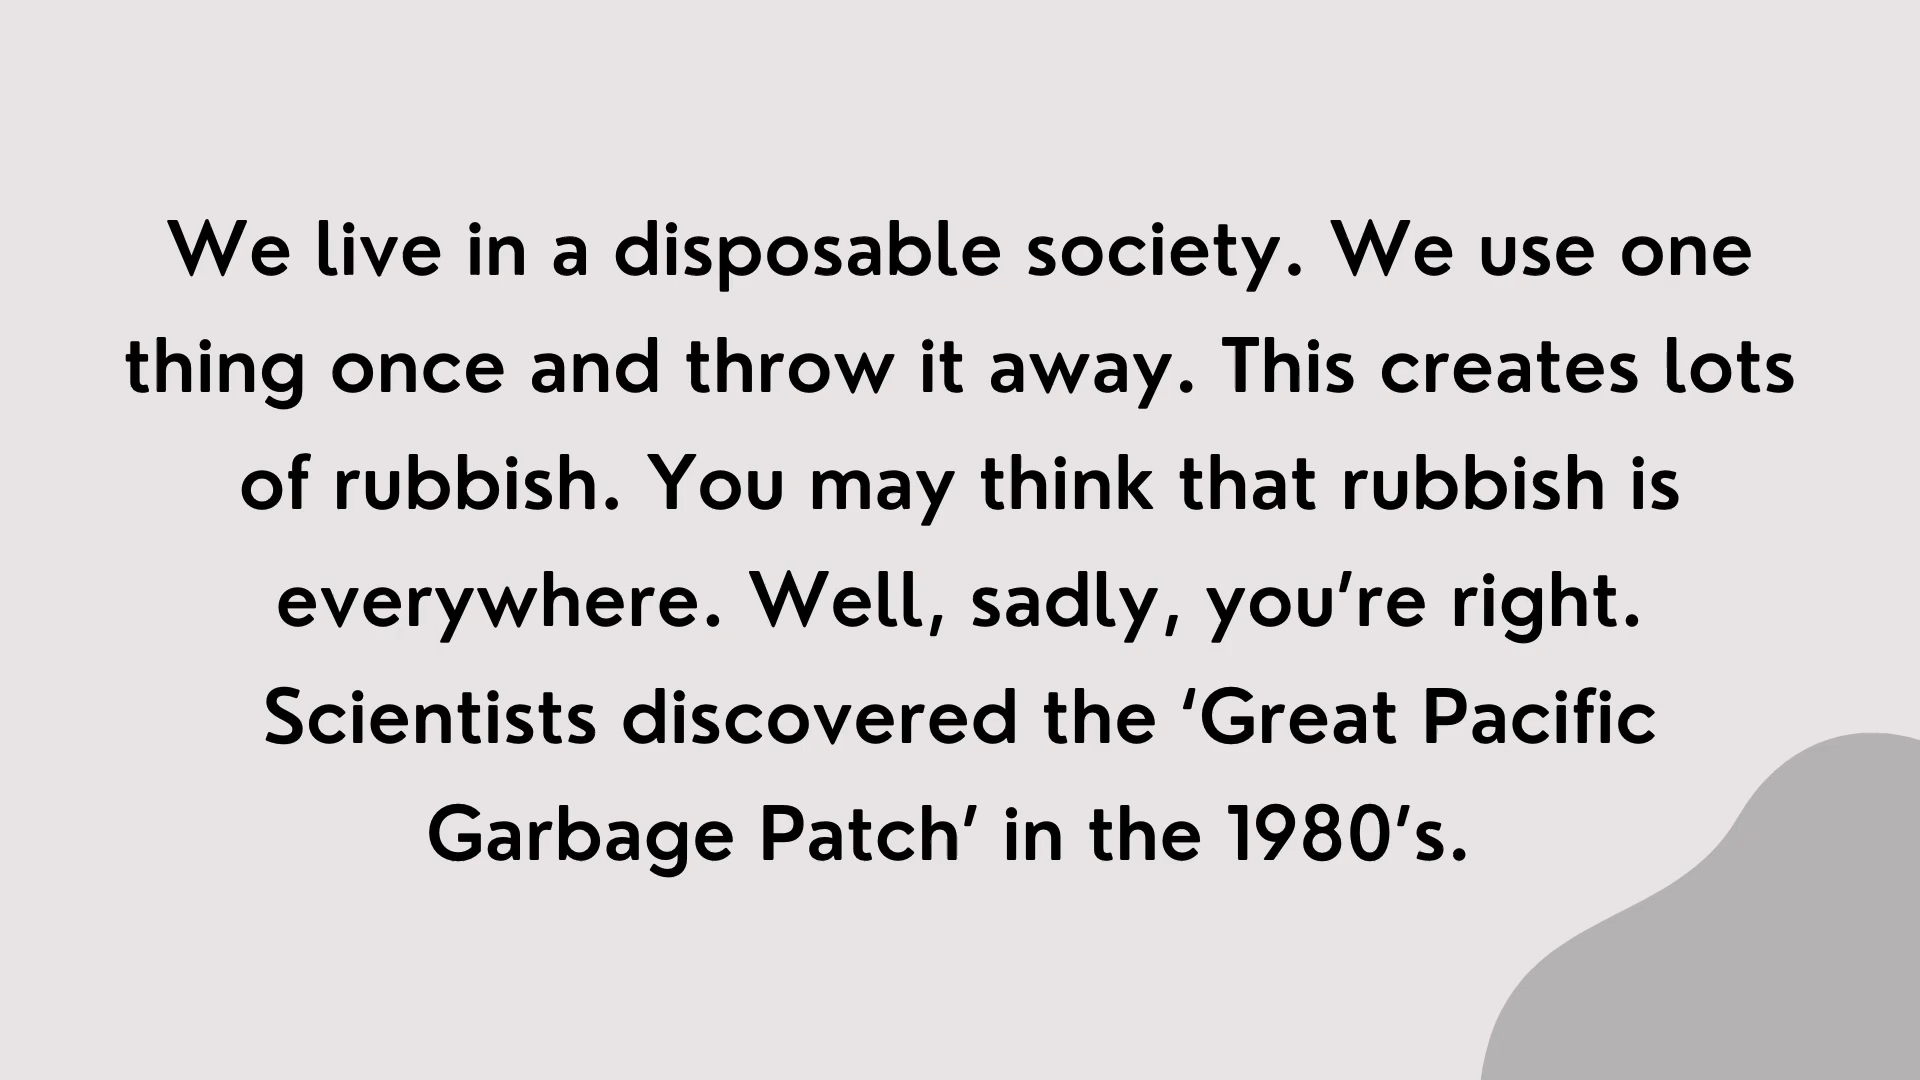 We live in a disposable society. We use one
thing once and throw it away. This creates lots
of rubbish. You may think that rubbish is
everywhere. Well, sadly, you’re right.
Scientists discovered the ‘Great Pacific
Garbage Patch’ in the 1980’s.